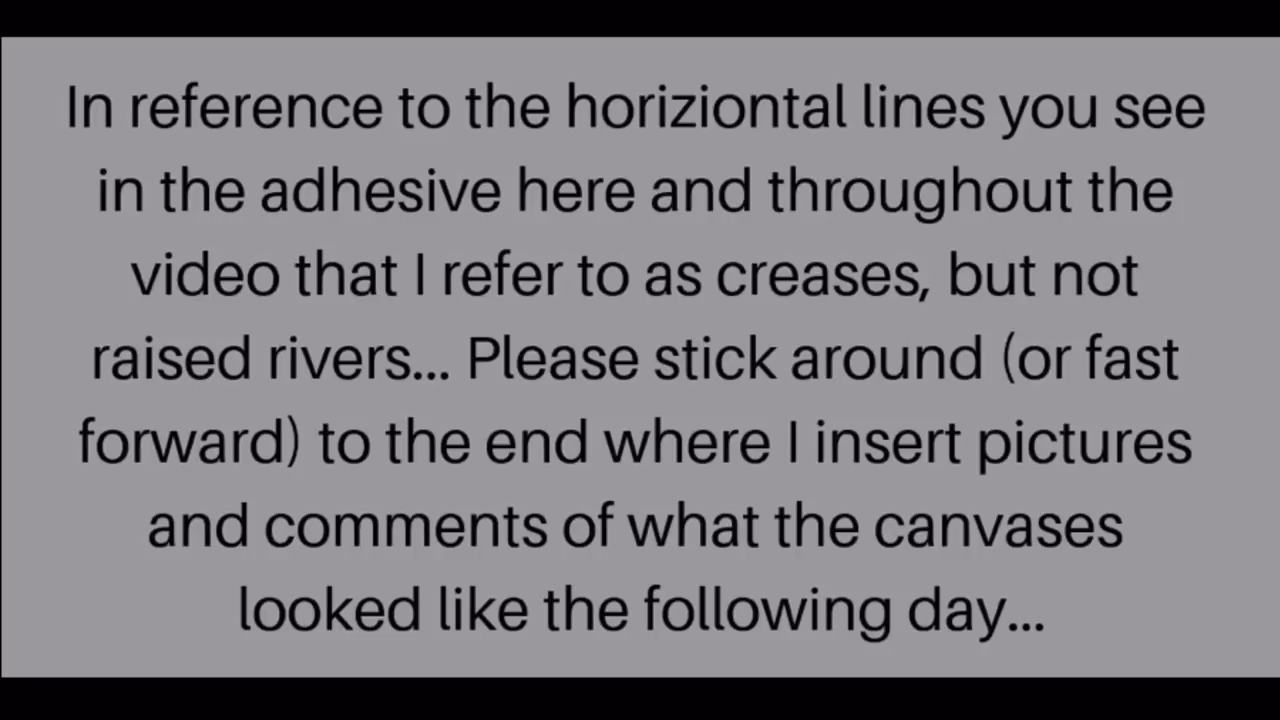 In reference to the horiziontal lines you see
in the adhesive here and throughout the
video that I refer to as creases, but not
raised rivers... Please stick around (or fast
forward) to the end where I insert pictures
and comments of what the canvases
looked like the following day...